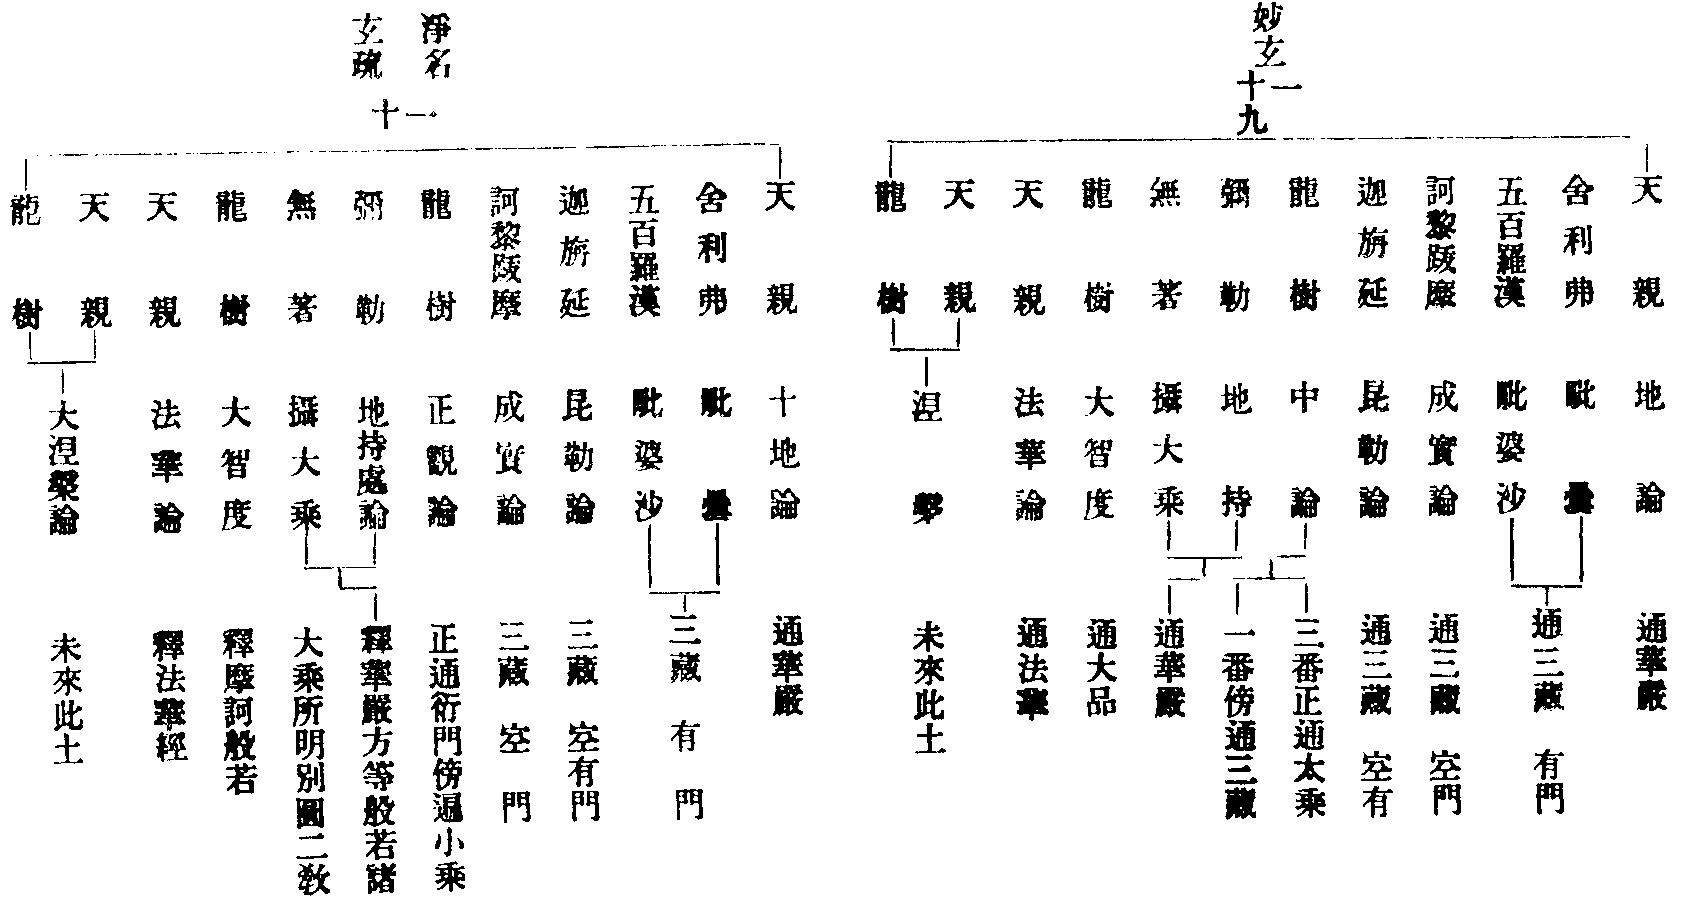 妙玄
十一
九
天親 地論 通華嚴
舍利弗 毗曇
五百羅漢 毗婆沙
通三藏有門
訶黎跋摩 成實論 通三藏空門
迦旃延 昆勒論 通三藏空有
龍樹 中論
三番正通太乘
一番傍通三藏
彌勒 地持
無著 攝大乘
通華嚴
龍樹 大智度 通大品
天親 法華論 通法華
天親
龍樹
涅槃 未來此土
淨名
玄疏
十一
天親 十地論 通華嚴
舍利弗 毗曇
五百羅漢 毗婆沙
三藏有門
訶黎跋摩 成實論 三藏空門
迦旃延 昆勒論 三藏空有門
龍樹 正觀論 正通衍門傍通小乘
彌勒 地持處論
無著 攝大乘
釋華嚴方等般若諸
大乘所明別圓二教
龍樹 大智度 釋摩訶般若
天親 法華論 釋法華經
天親
龍樹
大涅槃論 未來此土